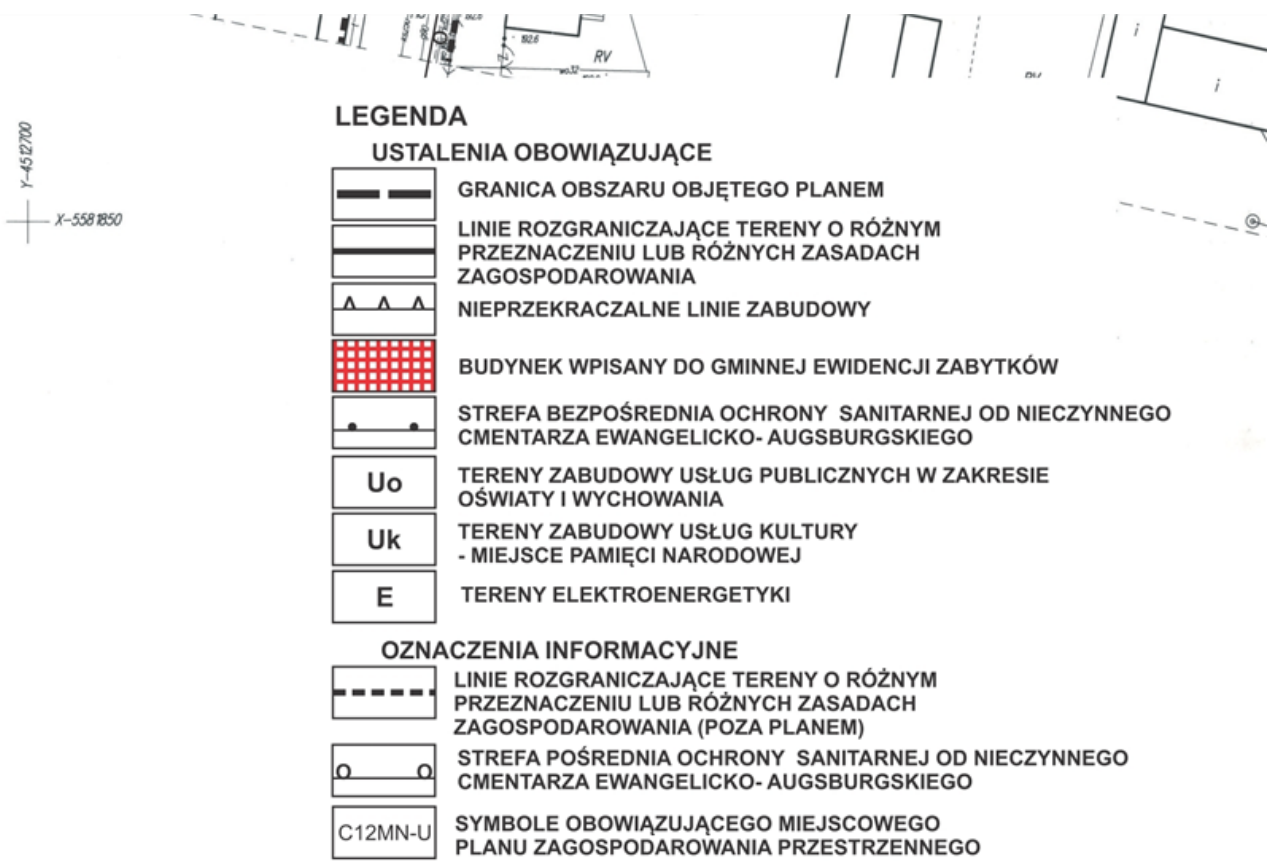 192.6
RV
i
i
Y-4512700
X-5581850
LEGENDA
USTALENIA OBOWIĄZUJĄCE
GRANICA OBSZARU OBJĘTEGO PLANEM
LINIE ROZGRANICZAJĄCE TERENY O RÓŻNYM
PRZEZNACZENIU LUB RÓŻNYCH ZASADACH
ZAGOSPODAROWANIA
NIEPRZEKRACZALNE LINIE ZABUDOWY
BUDYNEK WPISANY DO GMINNEJ EWIDENCJI ZABYTKÓW
STREFA BEZPOŚREDNIA OCHRONY SANITARNEJ OD NIECZYNNEGO
CMENTARZA EWANGELICKO- AUGSBURGSKIEGO
Uo TERENY ZABUDOWY USŁUG PUBLICZNYCH W ZAKRESIE
OŚWIATY I WYCHOWANIA
Uk TERENY ZABUDOWY USŁUG KULTURY
- MIEJSCE PAMIĘCI NARODOWEJ
E TERENY ELEKTROENERGETYKI
OZNACZENIA INFORMACYJNE
LINIE ROZGRANICZAJĄCE TERENY O RÓŻNYM
PRZEZNACZENIU LUB RÓŻNYCH ZASADACH
ZAGOSPODAROWANIA (POZA PLANEM)
STREFA POŚREDNIA OCHRONY SANITARNEJ OD NIECZYNNEGO
CMENTARZA EWANGELICKO- AUGSBURGSKIEGO
C12MN-U SYMBOLE OBOWIĄZUJĄCEGO MIEJSCOWEGO
PLANU ZAGOSPODAROWANIA PRZESTRZENNEGO